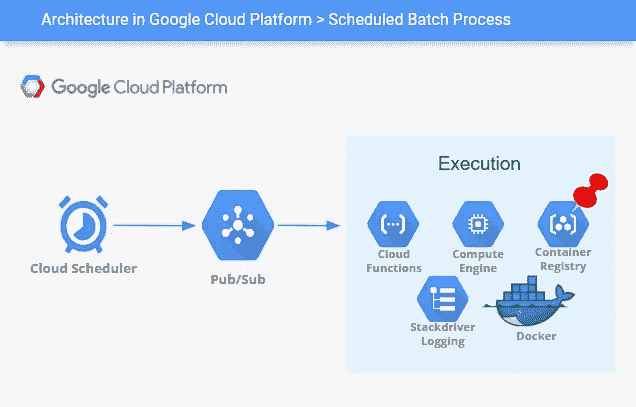 Architecture in Google Cloud Platform > Scheduled Batch Process
Google Cloud Platform
Execution
Cloud Scheduler
Pub/Sub
Cloud
Functions
Compute
Engine
Container
Registry
Stackdriver
Logging
Docker